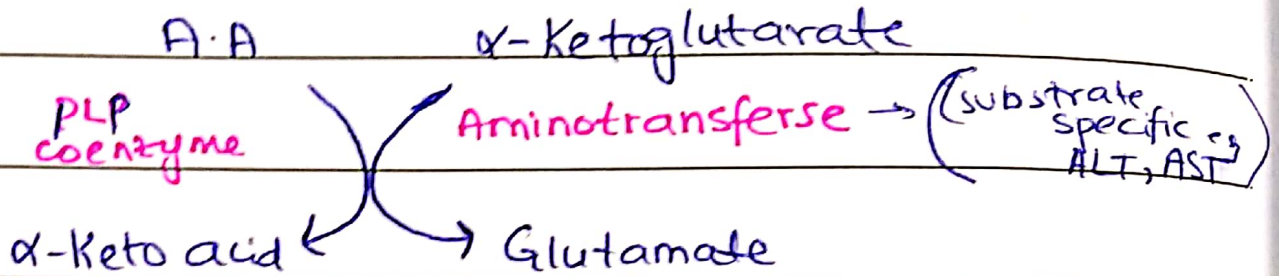 A.A α-Ketoglutarate
PLP coenzyme Aminotransferse → (substrate specific eg ALT, AST)
α-Keto acid Glutamate